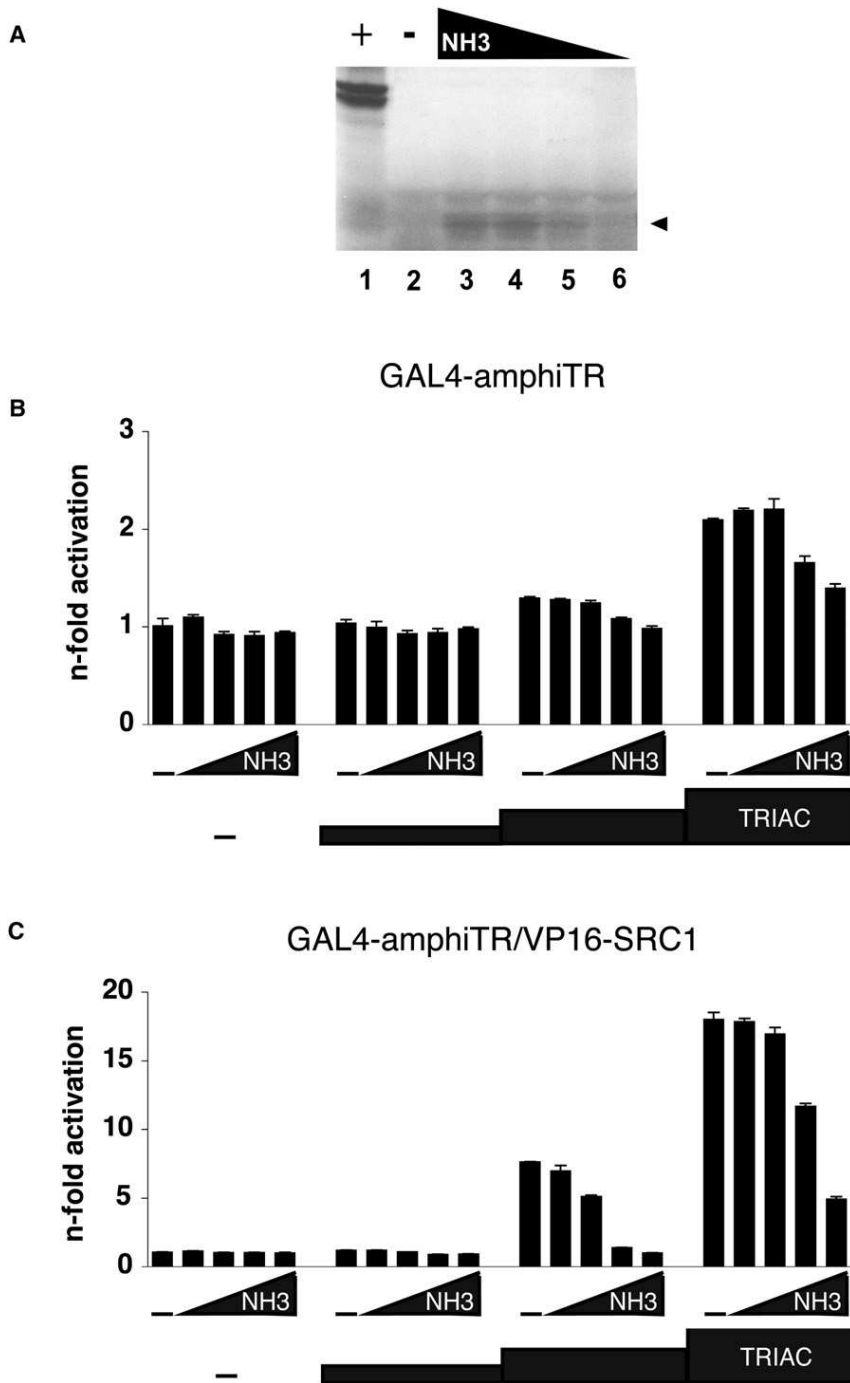 A
+ - NH3
1 2 3 4 5 6
GAL4-amphiTR
B
n-fold activation
3
2
1
0
– NH3 – NH3 – NH3 – NH3
– TRIAC
C
GAL4-amphiTR/VP16-SRC1
n-fold activation
20
15
10
5
0
– NH3 – NH3 – NH3 – NH3
– TRIAC